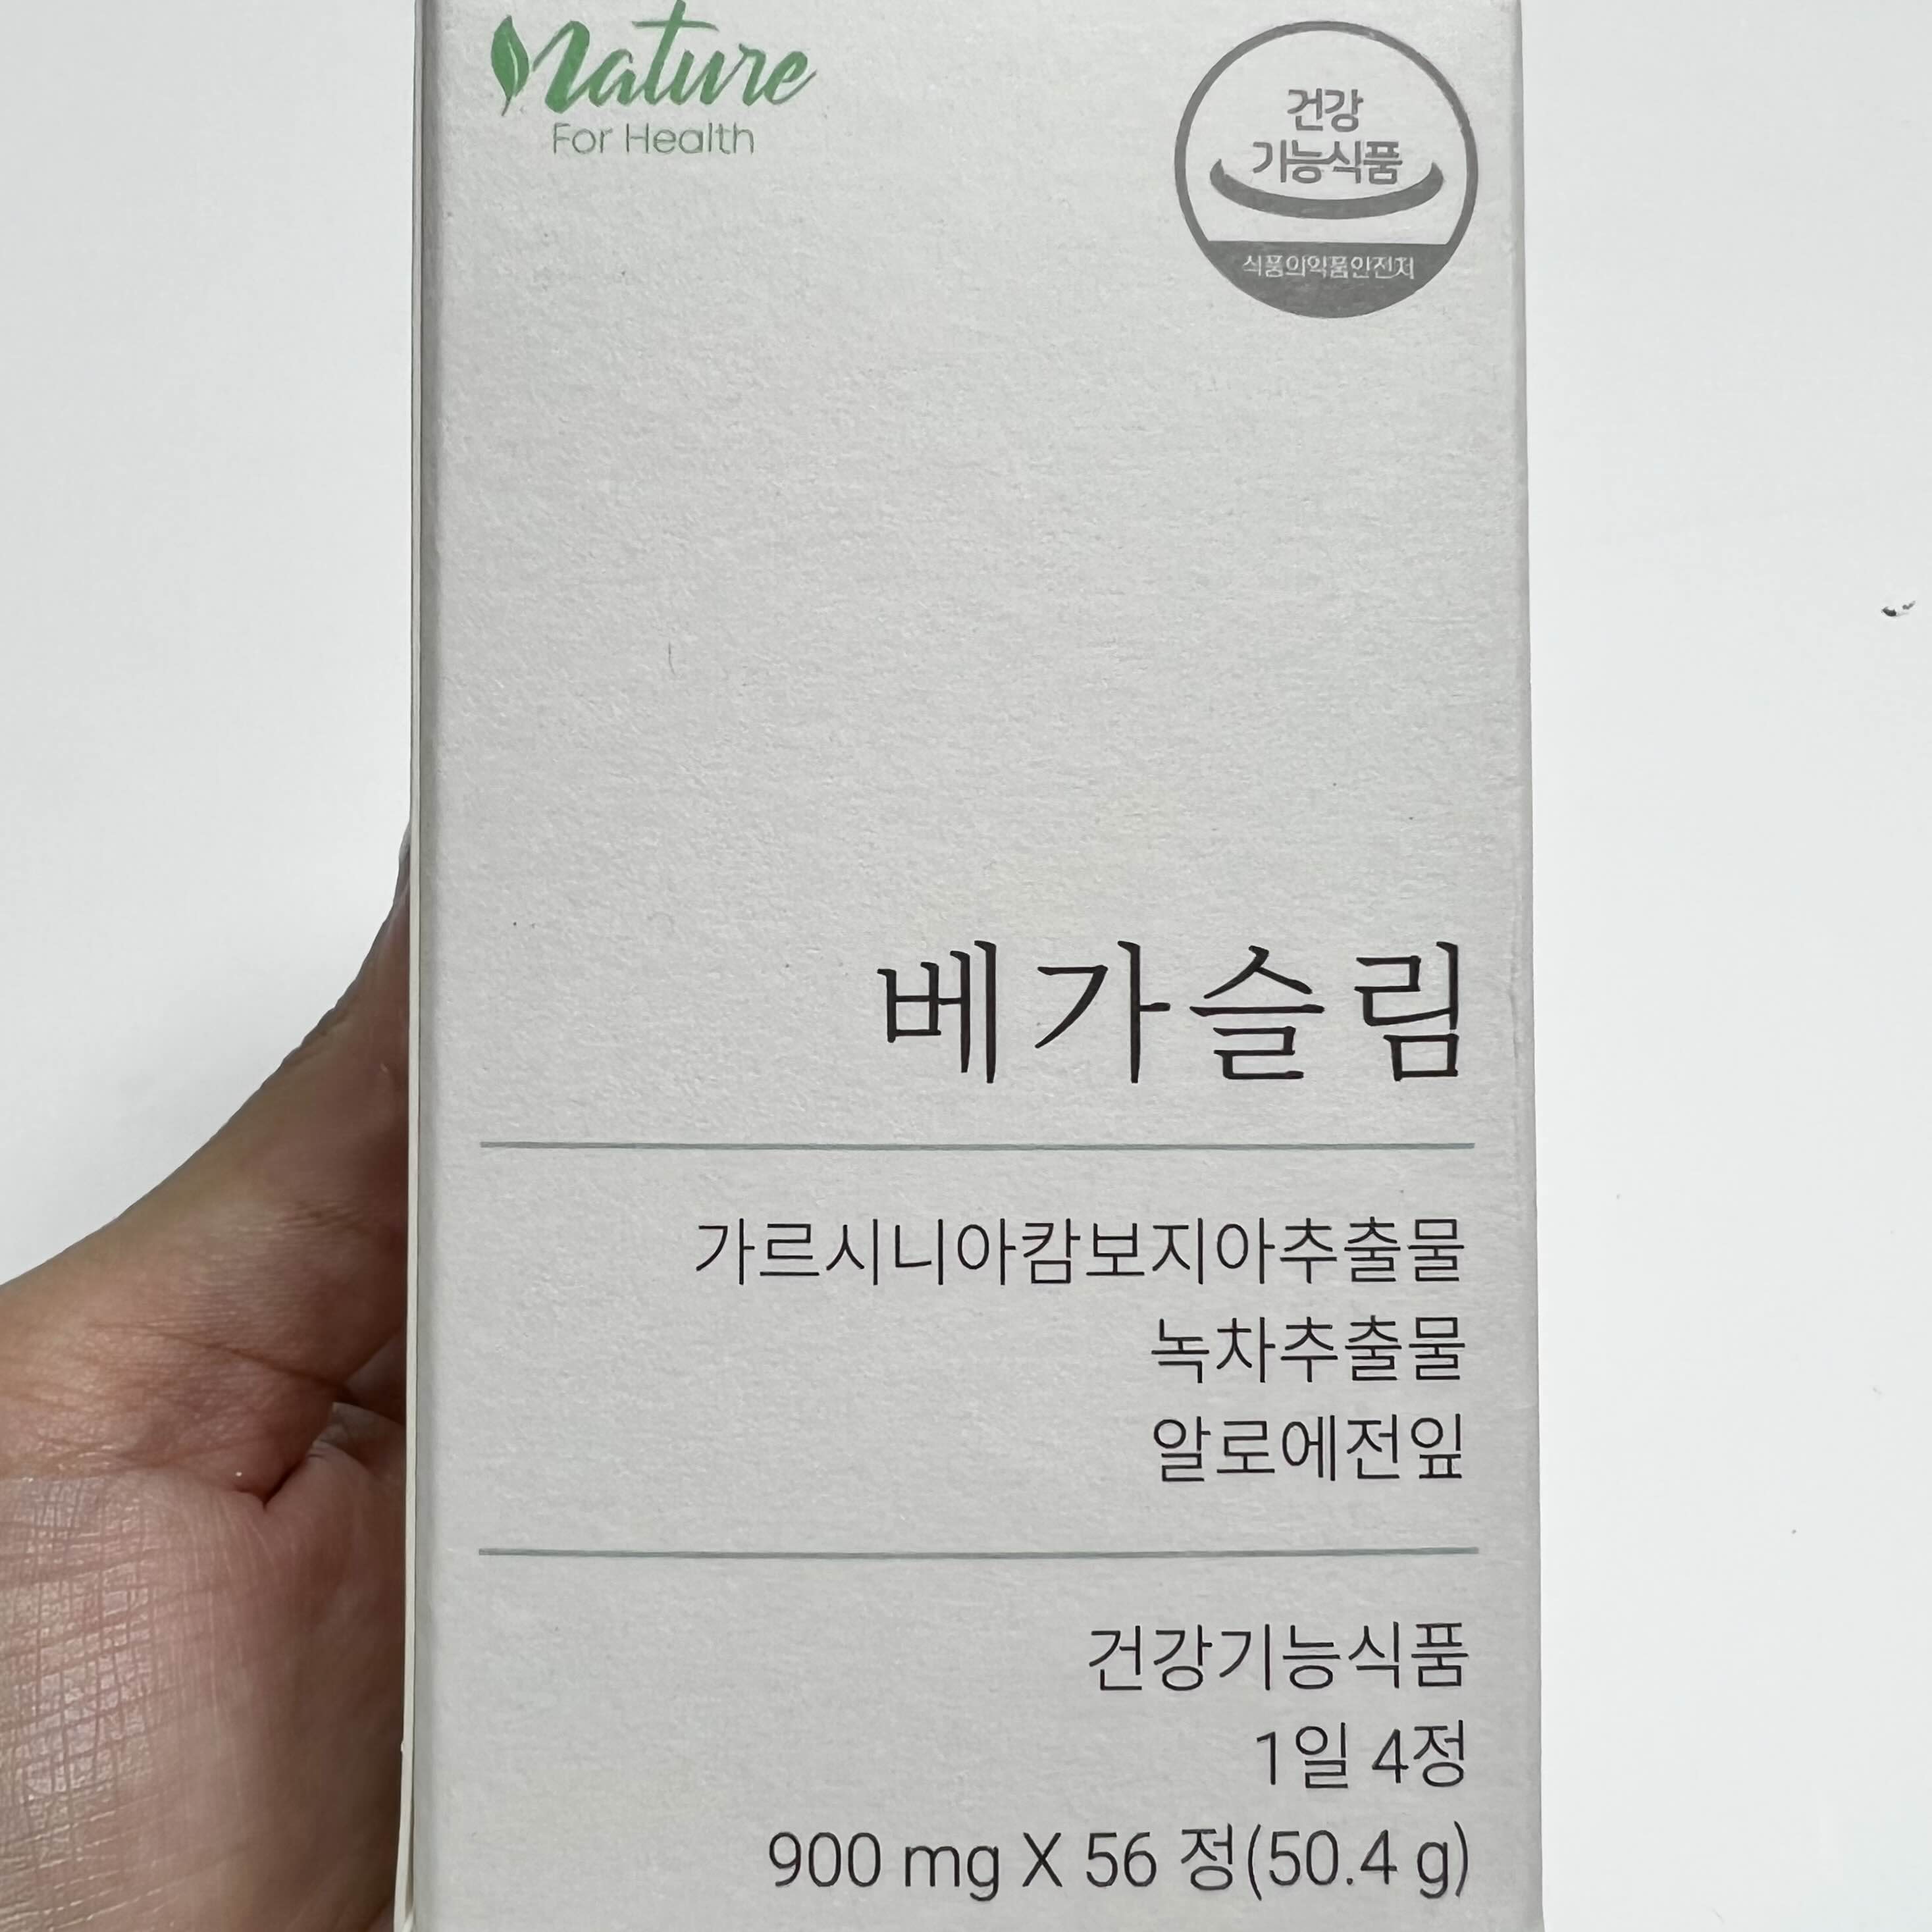 nature
For Health
건강
기능식품
식품의약품안전처
베가슬림
가르시니아캄보지아추출물
녹차추출물
알로에전잎
건강기능식품
1일 4정
900 mg X 56 정(50.4 g)